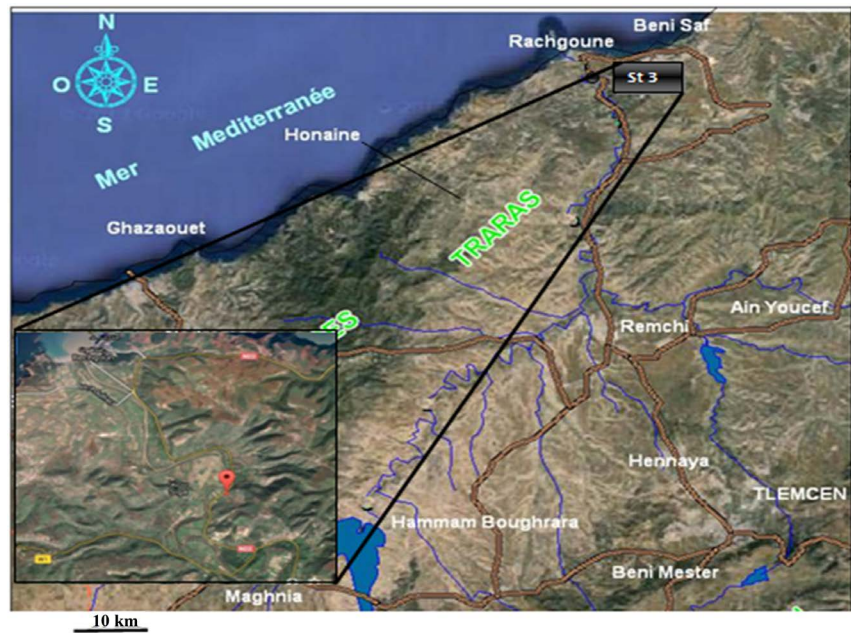 N
Beni Saf
Rachgoune
St 3
O
E
S
Mer Mediterranée
Honaine
Ghazaouet
TRARAS
ES
Ain Youcef
Remchi
Hennaya
TLEMCEN
Hammam Boughrara
Beni Mester
Maghnia
10 km